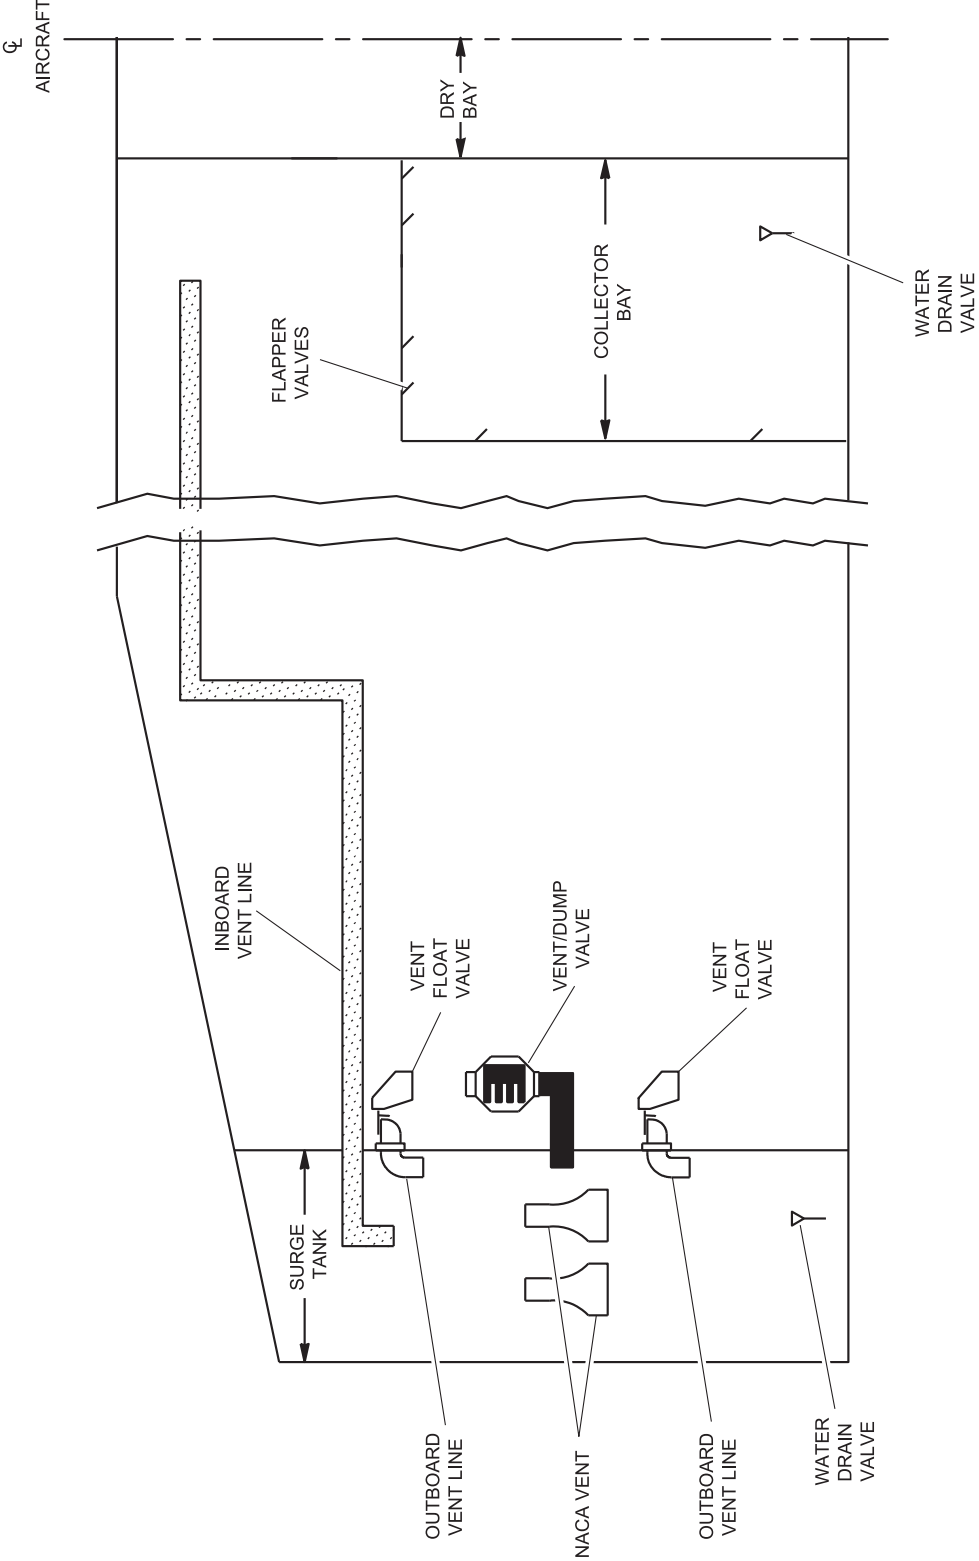 ℄
AIRCRAFT
DRY
BAY
COLLECTOR
BAY
WATER
DRAIN
VALVE
FLAPPER
VALVES
INBOARD
VENT LINE
VENT
FLOAT
VALVE
VENT/DUMP
VALVE
VENT
FLOAT
VALVE
SURGE
TANK
OUTBOARD
VENT LINE
NACA VENT
OUTBOARD
VENT LINE
WATER
DRAIN
VALVE